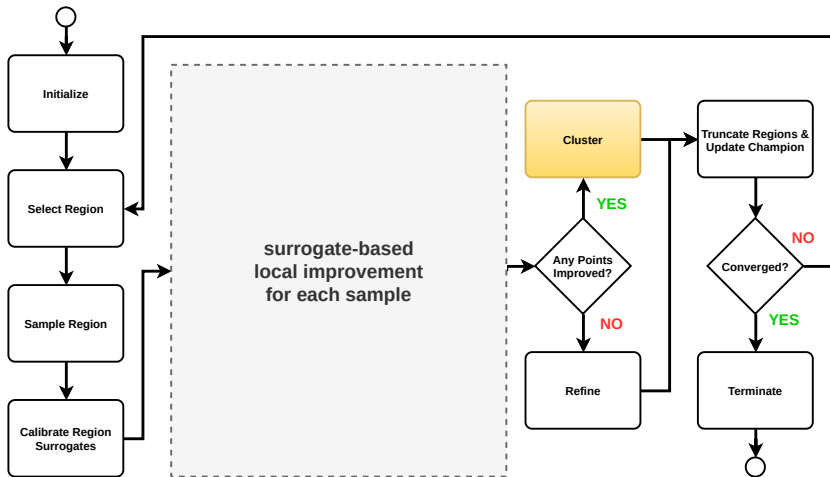 Initialize
Select Region
Sample Region
Calibrate Region
Surrogates
surrogate-based
local improvement
for each sample
Cluster
YES
Any Points
Improved?
NO
Refine
Truncate Regions &
Update Champion
NO
Converged?
YES
Terminate